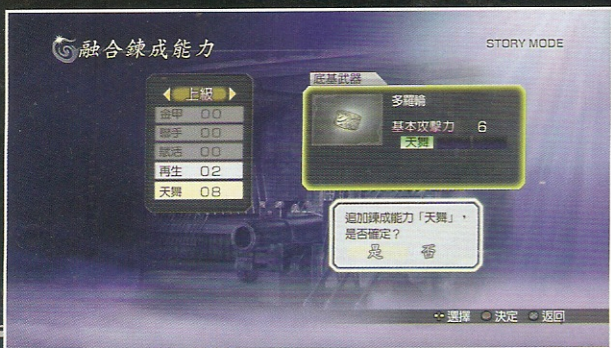 融合鍊成能力
STORY MODE
上級
金甲 00
聯手 00
賦活 00
再生 02
天舞 08
底基武器
多羅輪
基本攻擊力 6
天舞
追加鍊成能力「天舞」,
是否確定?
是 否
選擇 決定 返回